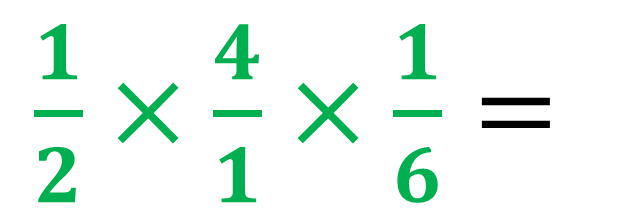 1/2 × 4/1 × 1/6 =